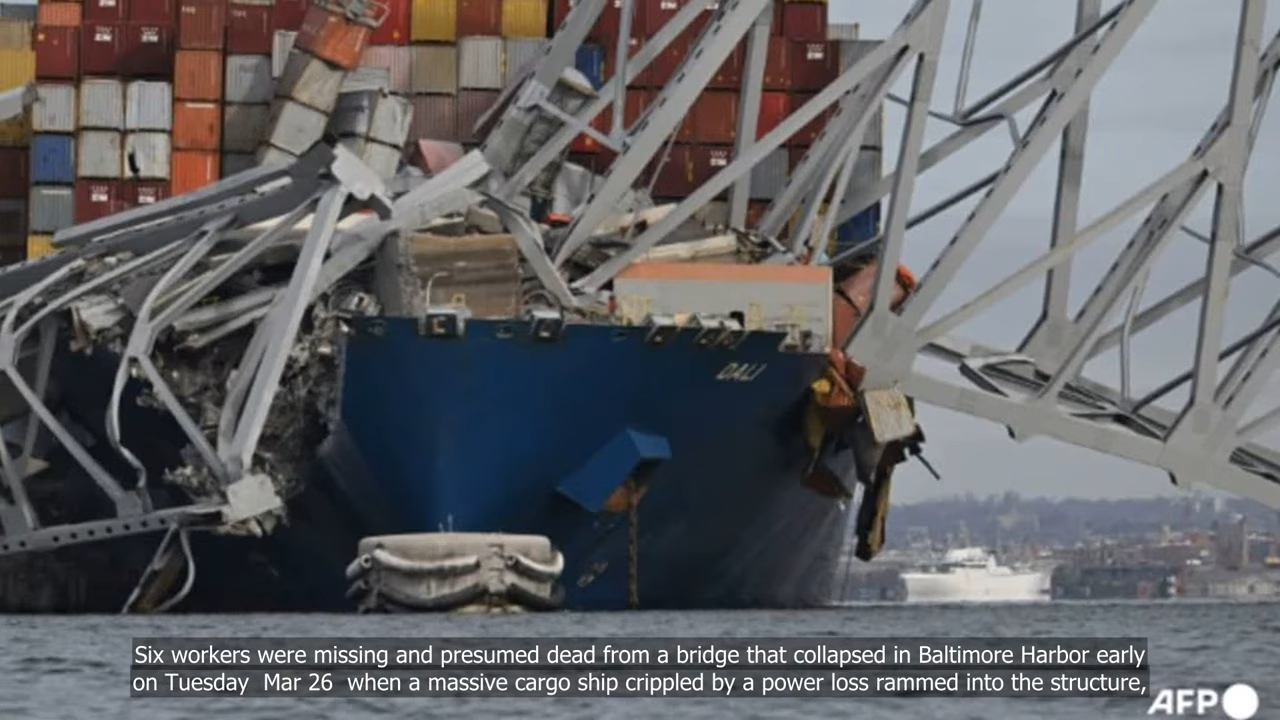 DALI
Six workers were missing and presumed dead from a bridge that collapsed in Baltimore Harbor early
on Tuesday  Mar 26  when a massive cargo ship crippled by a power loss rammed into the structure,
AFP